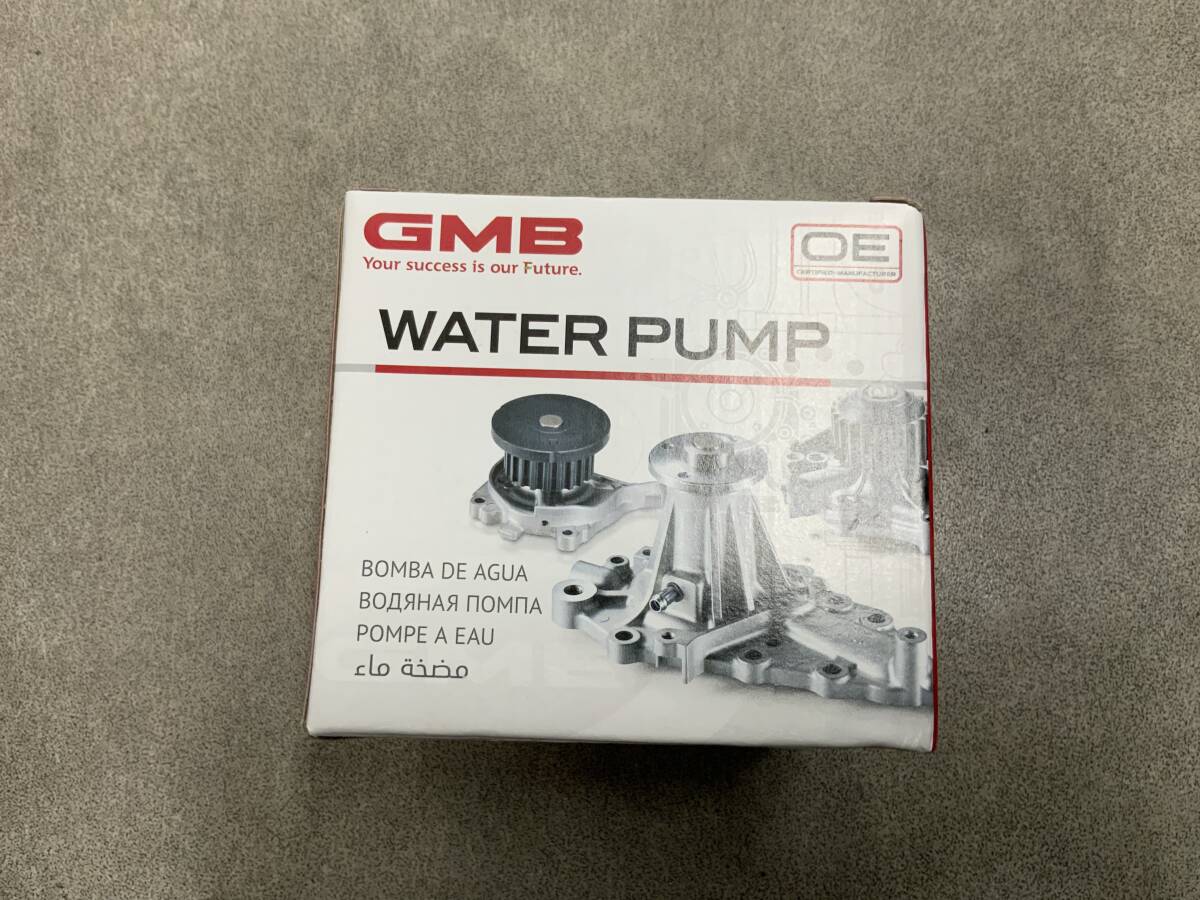 GMB
Your success is our Future.
OE
CERTIFIED-MANUFACTURER
WATER PUMP
BOMBA DE AGUA
ВОДЯНАЯ ПОМПА
POMPE A EAU
مضخة ماء